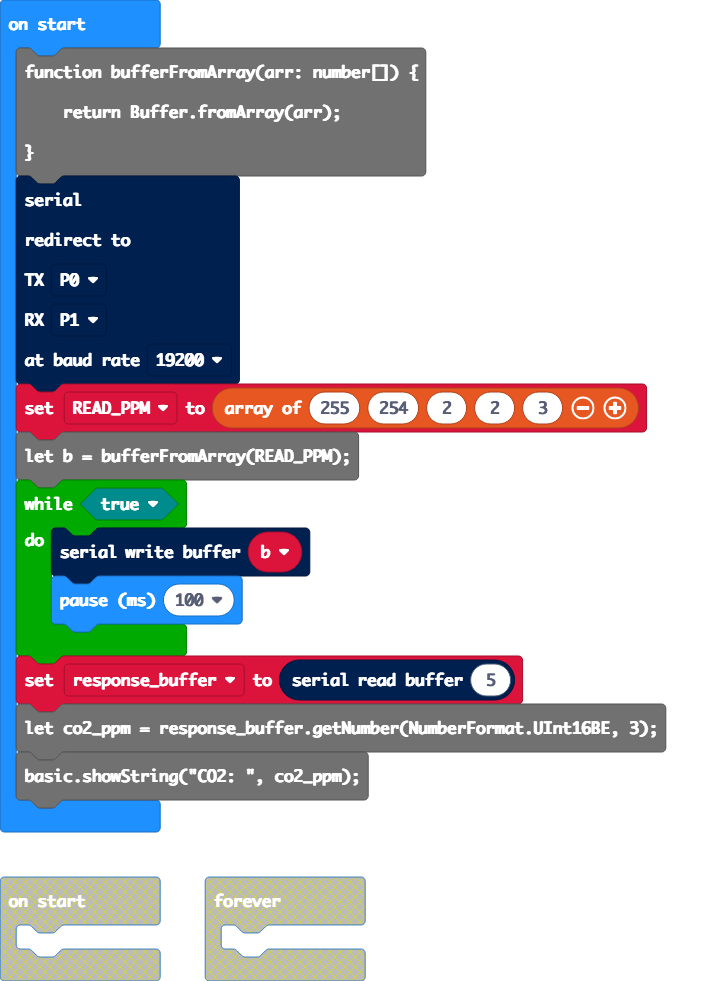 on start
function bufferFromArray(arr: number[]) {
return Buffer.fromArray(arr);
}
serial
redirect to
TX P0
RX P1
at baud rate 19200
set READ_PPM to array of 255 254 2 2 3
let b = bufferFromArray(READ_PPM);
while true
do
serial write buffer b
pause (ms) 100
set response_buffer to serial read buffer 5
let co2_ppm = response_buffer.getNumber(NumberFormat.UInt16BE, 3);
basic.showString("CO2: ", co2_ppm);
on start
forever